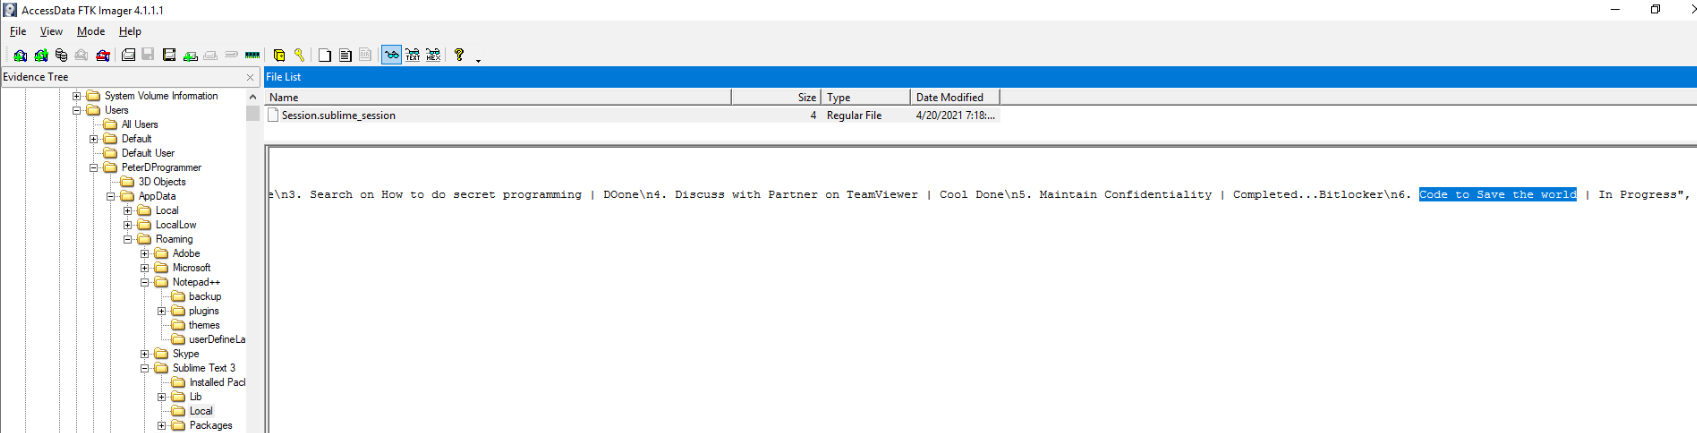 AccessData FTK Imager 4.1.1.1
File View Mode Help
TEXT HEX
Evidence Tree
System Volume Information
Users
All Users
Default
Default User
PeterDProgrammer
3D Objects
AppData
Local
LocalLow
Roaming
Adobe
Microsoft
Notepad++
backup
plugins
themes
userDefineLa
Skype
Sublime Text 3
Installed Pacl
Lib
Local
Packages
File List
Name Size Type Date Modified
Session.sublime_session 4 Regular File 4/20/2021 7:18:...
e\n3. Search on How to do secret programming | DOone\n4. Discuss with Partner on TeamViewer | Cool Done\n5. Maintain Confidentiality | Completed...Bitlocker\n6. Code to Save the world | In Progress",